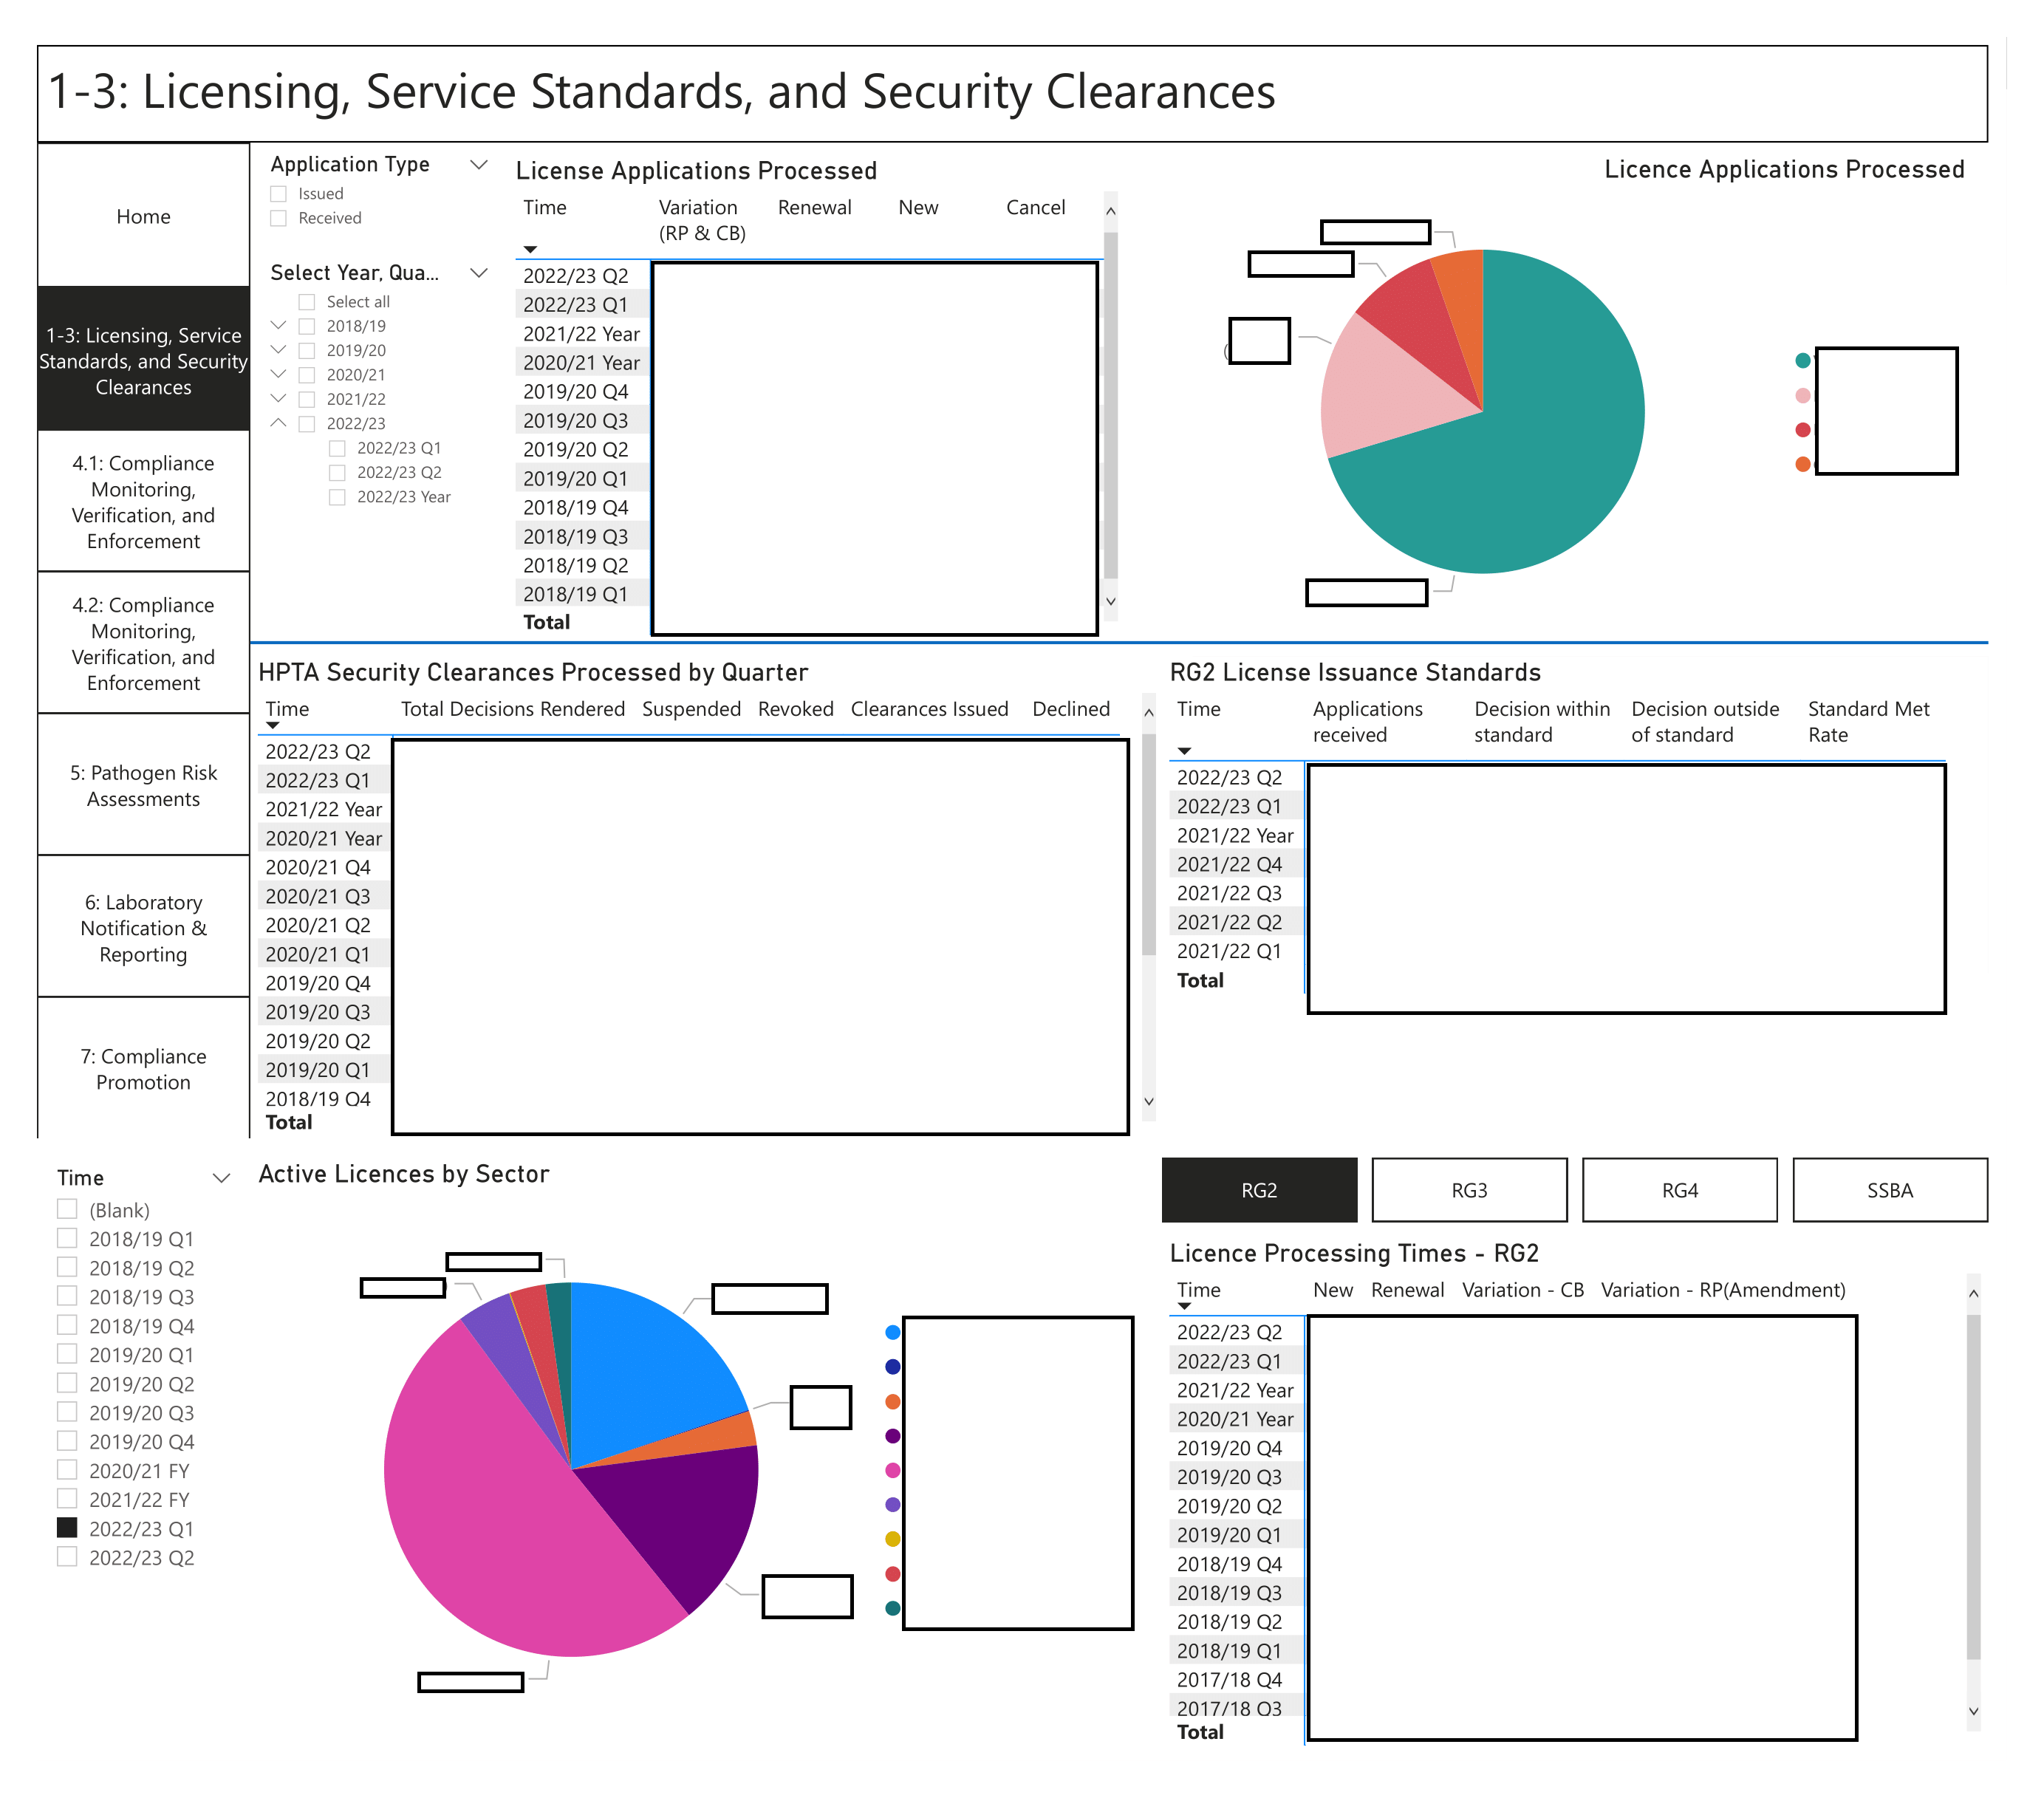 1-3: Licensing, Service Standards, and Security Clearances
Home
1-3: Licensing, Service
Standards, and Security
Clearances
4.1: Compliance
Monitoring,
Verification, and
Enforcement
4.2: Compliance
Monitoring,
Verification, and
Enforcement
5: Pathogen Risk
Assessments
6: Laboratory
Notification &
Reporting
7: Compliance
Promotion
Application Type
Issued
Received
Select Year, Qua...
Select all
2018/19
2019/20
2020/21
2021/22
2022/23
2022/23 Q1
2022/23 Q2
2022/23 Year
License Applications Processed
Time Variation Renewal New Cancel
(RP & CB)
2022/23 Q2
2022/23 Q1
2021/22 Year
2020/21 Year
2019/20 Q4
2019/20 Q3
2019/20 Q2
2019/20 Q1
2018/19 Q4
2018/19 Q3
2018/19 Q2
2018/19 Q1
Total
Licence Applications Processed
HPTA Security Clearances Processed by Quarter
Time Total Decisions Rendered Suspended Revoked Clearances Issued Declined
2022/23 Q2
2022/23 Q1
2021/22 Year
2020/21 Year
2020/21 Q4
2020/21 Q3
2020/21 Q2
2020/21 Q1
2019/20 Q4
2019/20 Q3
2019/20 Q2
2019/20 Q1
2018/19 Q4
Total
RG2 License Issuance Standards
Time Applications Decision within Decision outside Standard Met
received standard of standard Rate
2022/23 Q2
2022/23 Q1
2021/22 Year
2021/22 Q4
2021/22 Q3
2021/22 Q2
2021/22 Q1
Total
Time
(Blank)
2018/19 Q1
2018/19 Q2
2018/19 Q3
2018/19 Q4
2019/20 Q1
2019/20 Q2
2019/20 Q3
2019/20 Q4
2020/21 FY
2021/22 FY
2022/23 Q1
2022/23 Q2
Active Licences by Sector
RG2 RG3 RG4 SSBA
Licence Processing Times - RG2
Time New Renewal Variation - CB Variation - RP(Amendment)
2022/23 Q2
2022/23 Q1
2021/22 Year
2020/21 Year
2019/20 Q4
2019/20 Q3
2019/20 Q2
2019/20 Q1
2018/19 Q4
2018/19 Q3
2018/19 Q2
2018/19 Q1
2017/18 Q4
2017/18 Q3
Total